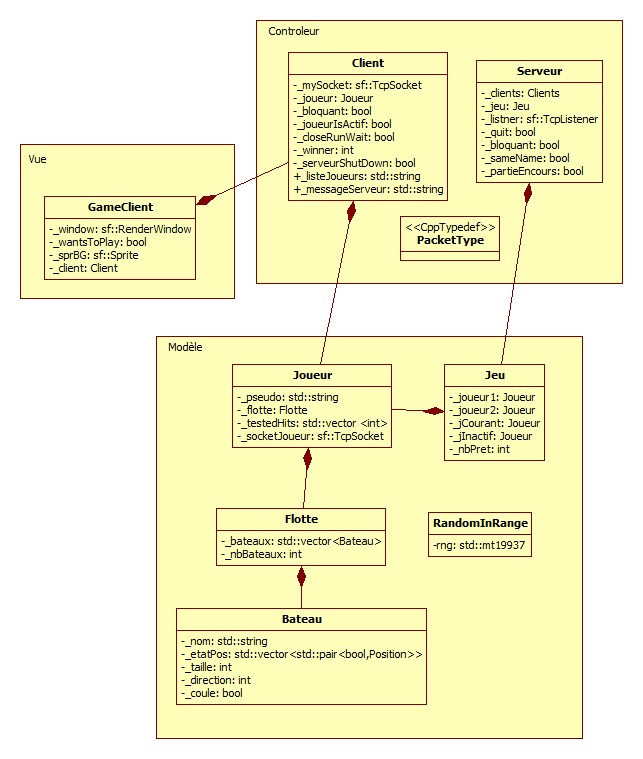 Controleur
Client
-_mySocket: sf::TcpSocket
-_joueur: Joueur
-_bloquant: bool
-_joueurIsActif: bool
-_closeRunWait: bool
-_winner: int
-_serveurShutDown: bool
+_listeJoueurs: std::string
+_messageServeur: std::string
Serveur
-_clients: Clients
-_jeu: Jeu
-_listner: sf::TcpListener
-_quit: bool
-_bloquant: bool
-_sameName: bool
-_partieEncours: bool
<<CppTypedef>>
PacketType
Vue
GameClient
-_window: sf::RenderWindow
-_wantsToPlay: bool
-_sprBG: sf::Sprite
-_client: Client
Modèle
Joueur
-_pseudo: std::string
-_flotte: Flotte
-_testedHits: std::vector <int>
-_socketJoueur: sf::TcpSocket
Jeu
-_joueur1: Joueur
-_joueur2: Joueur
-_jCourant: Joueur
-_jInactif: Joueur
-_nbPret: int
Flotte
-_bateaux: std::vector<Bateau>
-_nbBateaux: int
RandomInRange
-rng: std::mt19937
Bateau
-_nom: std::string
-_etatPos: std::vector<std::pair<bool,Position>>
-_taille: int
-_direction: int
-_coule: bool